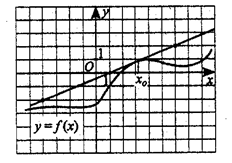 y
1
O
x₀
x
y = f(x)